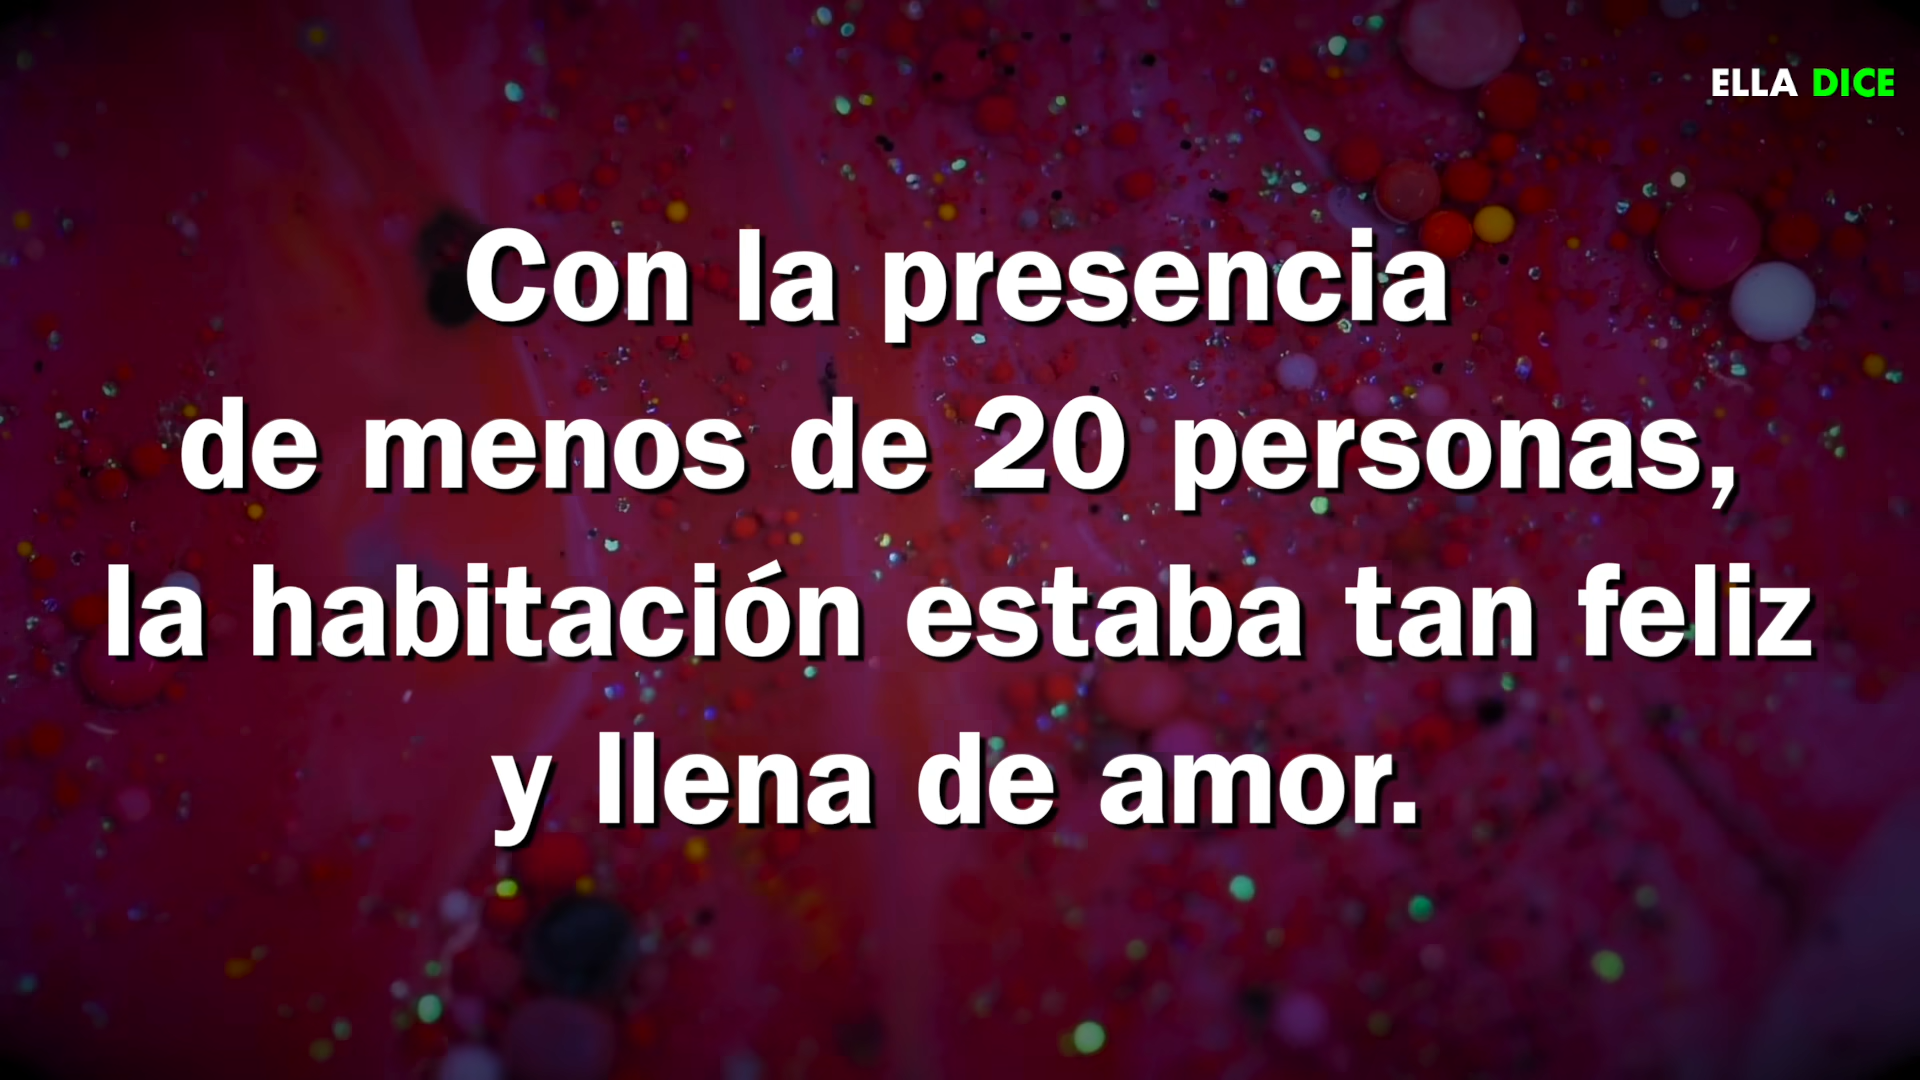 ELLA DICE
Con la presencia
de menos de 20 personas,
la habitación estaba tan feliz
y llena de amor.